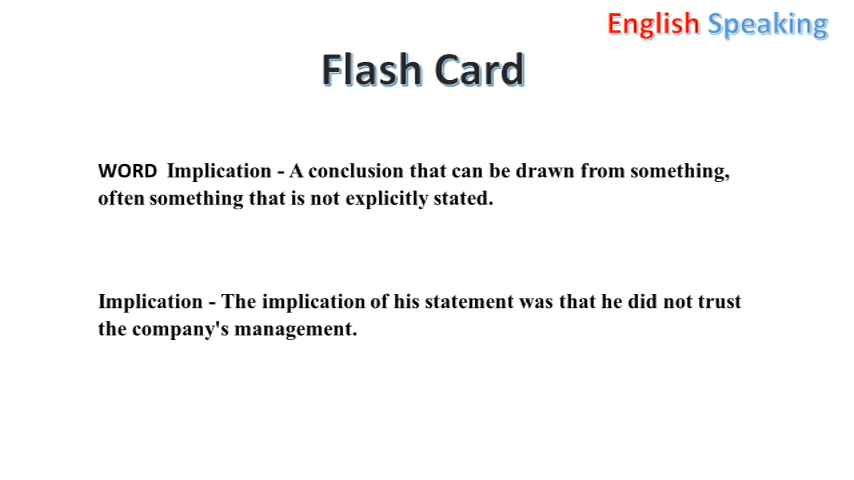 English Speaking
Flash Card
WORD Implication - A conclusion that can be drawn from something,
often something that is not explicitly stated.
Implication - The implication of his statement was that he did not trust
the company's management.